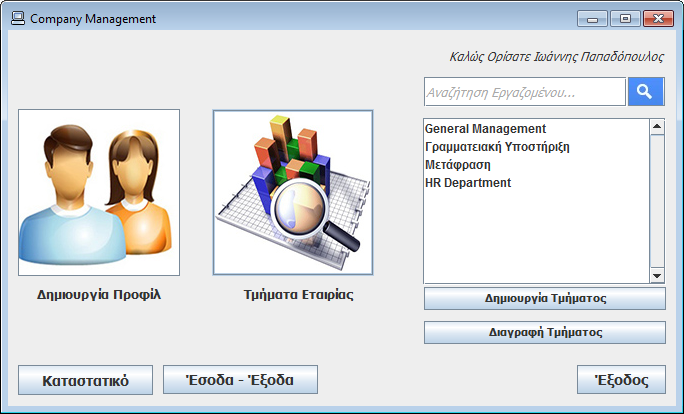 Company Management
Καλώς Ορίσατε Ιωάννης Παπαδόπουλος
Αναζήτηση Εργαζομένου...
General Management
Γραμματειακή Υποστήριξη
Μετάφραση
HR Department
Δημιουργία Προφίλ
Τμήματα Εταιρίας
Δημιουργία Τμήματος
Διαγραφή Τμήματος
Καταστατικό
Έσοδα - Έξοδα
Έξοδος